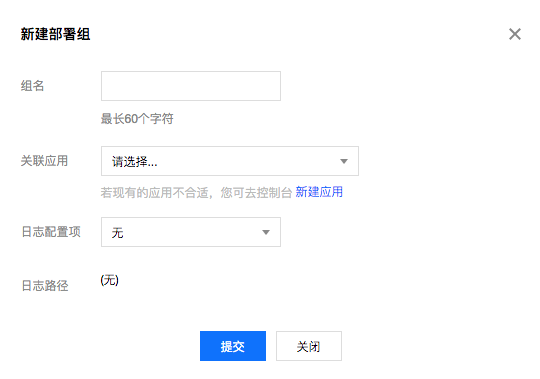 新建部署组
组名
最长60个字符
关联应用 请选择...
若现有的应用不合适，您可去控制台 新建应用
日志配置项 无
日志路径 (无)
提交 关闭